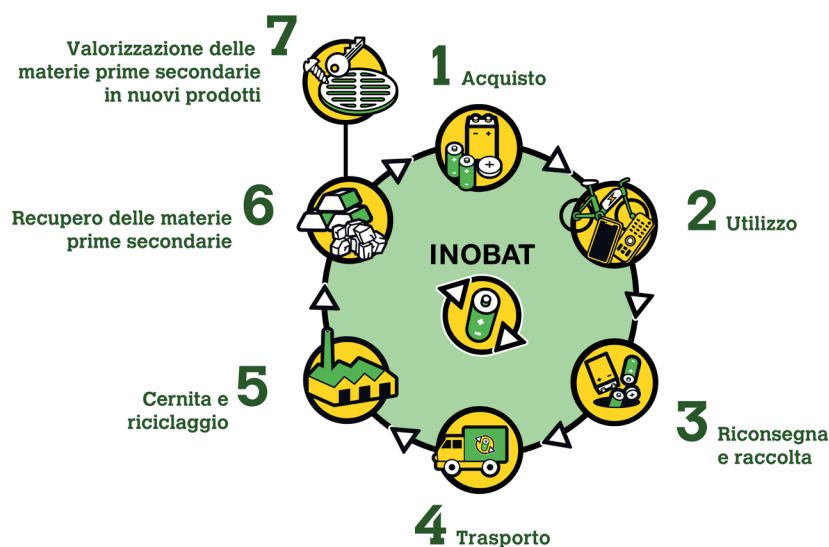 1 Acquisto
2 Utilizzo
3 Riconsegna
e raccolta
4 Trasporto
5 Cernita e
riciclaggio
6 Recupero delle materie
prime secondarie
7 Valorizzazione delle
materie prime secondarie
in nuovi prodotti
INOBAT